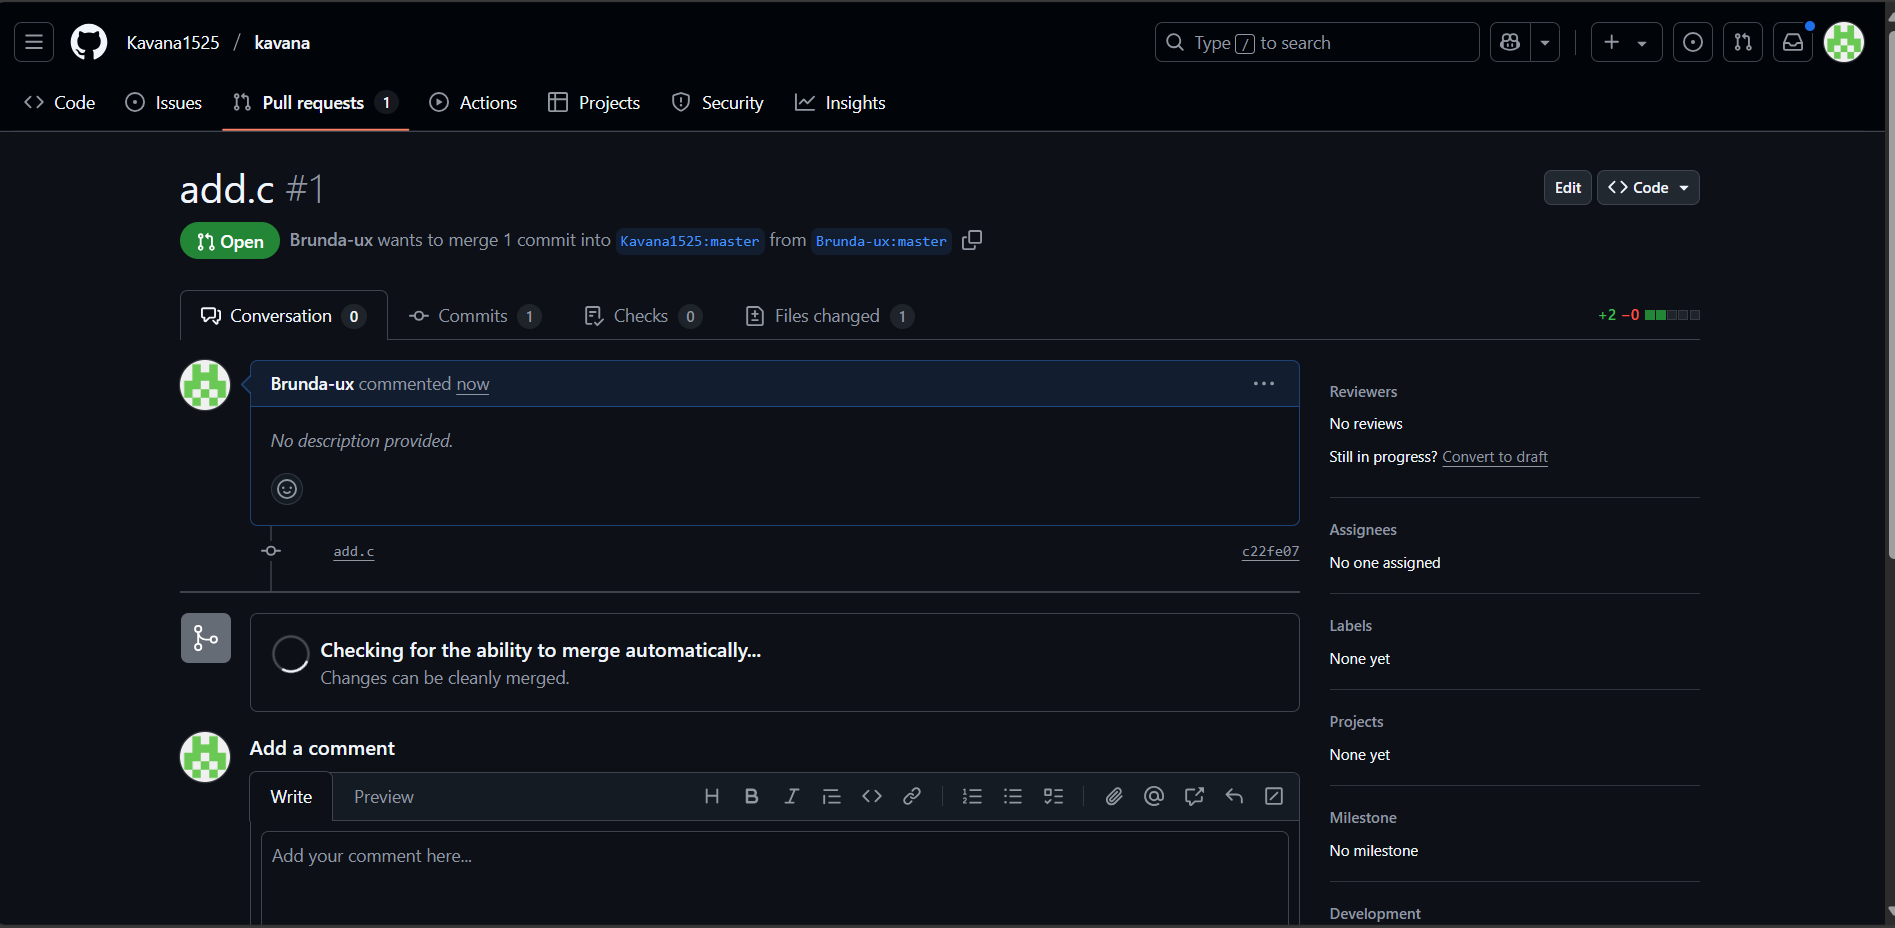 Kavana1525 / kavana
Type / to search
Code
Issues
Pull requests 1
Actions
Projects
Security
Insights
add.c #1
Edit
Code
Open
Brunda-ux wants to merge 1 commit into Kavana1525:master from Brunda-ux:master
Conversation 0
Commits 1
Checks 0
Files changed 1
+2 −0
Brunda-ux commented now
No description provided.
add.c
c22fe07
Checking for the ability to merge automatically...
Changes can be cleanly merged.
Add a comment
Write
Preview
Add your comment here...
Reviewers
No reviews
Still in progress? Convert to draft
Assignees
No one assigned
Labels
None yet
Projects
None yet
Milestone
No milestone
Development